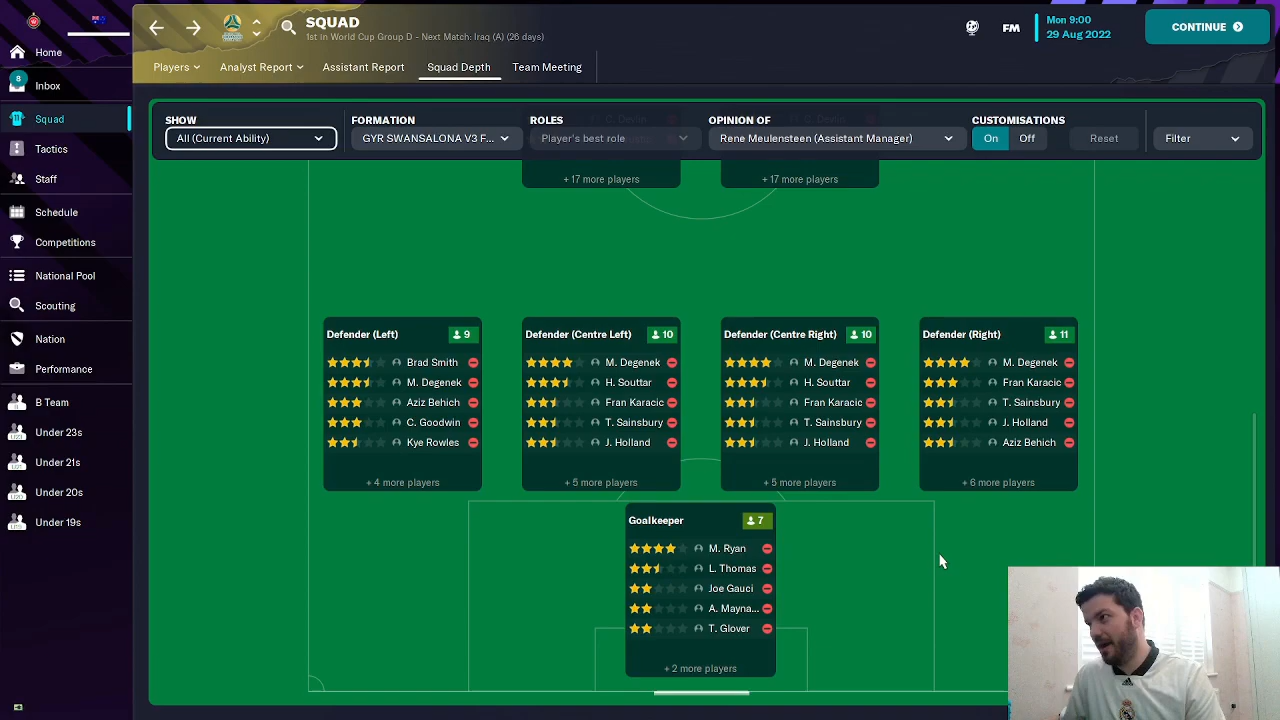 SQUAD
1st In World Cup Group D - Next Match: Iraq (A) (26 days)
FM
Mon 9:00
29 Aug 2022
CONTINUE
Players
Analyst Report
Assistant Report
Squad Depth
Team Meeting
Home
8
Inbox
Squad
Tactics
Staff
Schedule
Competitions
National Pool
Scouting
Nation
Performance
B Team
Under 23s
Under 21s
Under 20s
Under 19s
SHOW
All (Current Ability)
FORMATION
GYR SWANSALONA V3 F...
ROLES
Player's best role
OPINION OF
Rene Meulensteen (Assistant Manager)
CUSTOMISATIONS
On Off
Reset
Filter
+ 17 more players
+ 17 more players
Defender (Left) 9
Brad Smith
M. Degenek
Aziz Behich
C. Goodwin
Kye Rowles
+ 4 more players
Defender (Centre Left) 10
M. Degenek
H. Souttar
Fran Karacic
T. Sainsbury
J. Holland
+ 5 more players
Defender (Centre Right) 10
M. Degenek
H. Souttar
Fran Karacic
T. Sainsbury
J. Holland
+ 5 more players
Defender (Right) 11
M. Degenek
Fran Karacic
T. Sainsbury
J. Holland
Aziz Behich
+ 6 more players
Goalkeeper 7
M. Ryan
L. Thomas
Joe Gauci
A. Mayna...
T. Glover
+ 2 more players